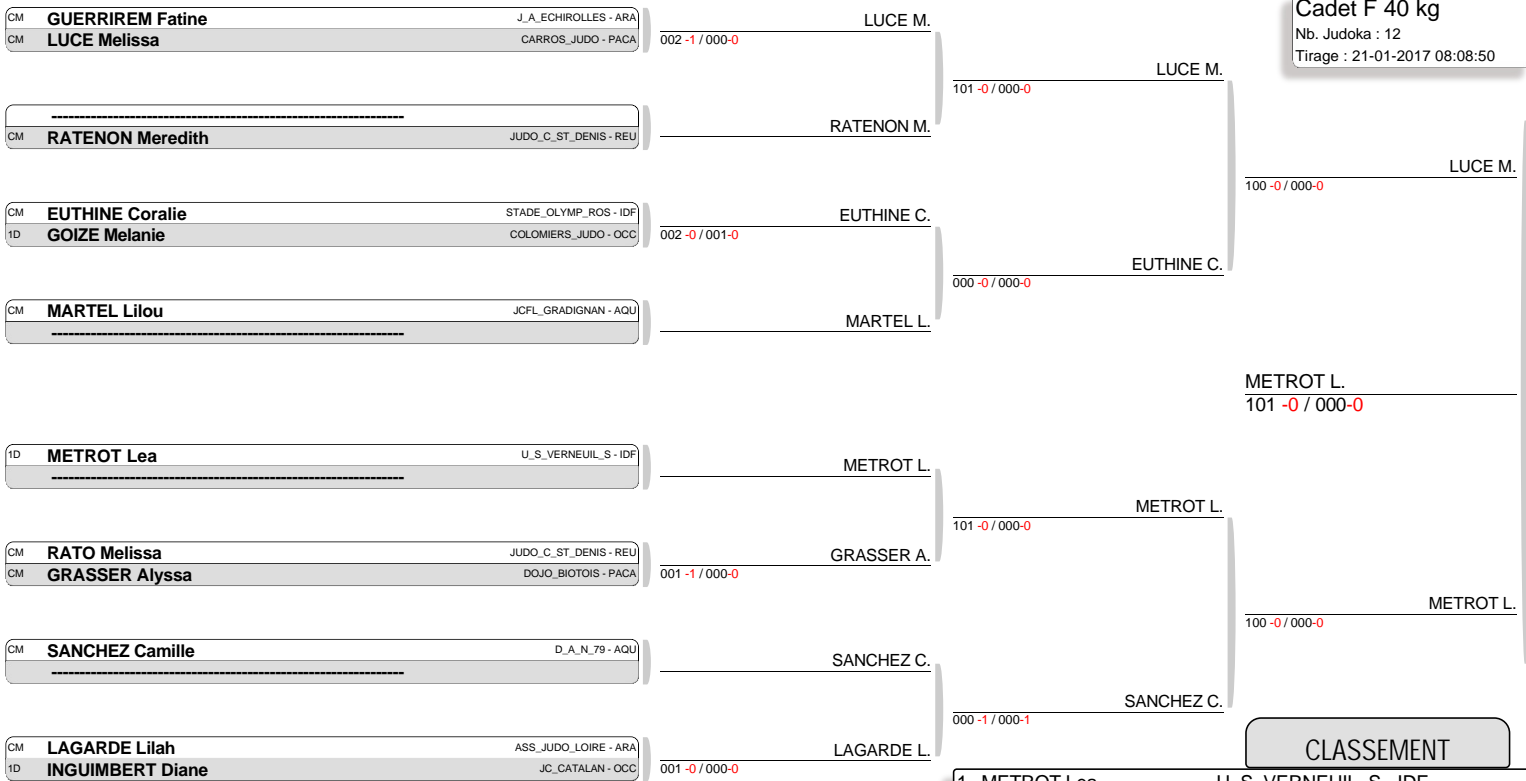 Cadet F 40 kg
Nb. Judoka : 12
Tirage : 21-01-2017 08:08:50
CM GUERRIREM Fatine J_A_ECHIROLLES - ARA
CM LUCE Melissa CARROS_JUDO - PACA
LUCE M.
002 -1 / 000-0
LUCE M.
101 -0 / 000-0
------------------------------------------------------------------
CM RATENON Meredith JUDO_C_ST_DENIS - REU
RATENON M.
LUCE M.
100 -0 / 000-0
CM EUTHINE Coralie STADE_OLYMP_ROS - IDF
1D GOIZE Melanie COLOMIERS_JUDO - OCC
EUTHINE C.
002 -0 / 001-0
EUTHINE C.
000 -0 / 000-0
CM MARTEL Lilou JCFL_GRADIGNAN - AQU
------------------------------------------------------------------
MARTEL L.
METROT L.
101 -0 / 000-0
1D METROT Lea U_S_VERNEUIL_S - IDF
------------------------------------------------------------------
METROT L.
METROT L.
101 -0 / 000-0
CM RATO Melissa JUDO_C_ST_DENIS - REU
CM GRASSER Alyssa DOJO_BIOTOIS - PACA
GRASSER A.
001 -1 / 000-0
METROT L.
100 -0 / 000-0
CM SANCHEZ Camille D_A_N_79 - AQU
------------------------------------------------------------------
SANCHEZ C.
SANCHEZ C.
000 -1 / 000-1
CM LAGARDE Lilah ASS_JUDO_LOIRE - ARA
1D INGUIMBERT Diane JC_CATALAN - OCC
LAGARDE L.
001 -0 / 000-0
CLASSEMENT
1 METROT Lea U_S_VERNEUIL_S - IDF